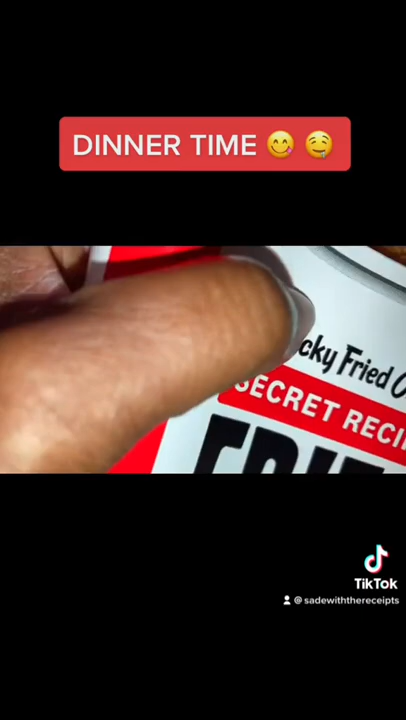 DINNER TIME 😋 🤤
cky Fried
SECRET RECI
TikTok
@sadewiththereceipts